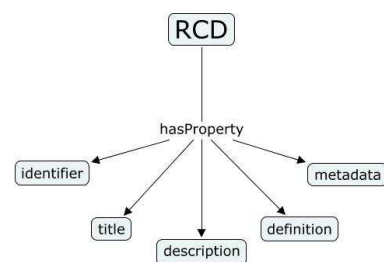 RCD
hasProperty
identifier
metadata
title
definition
description